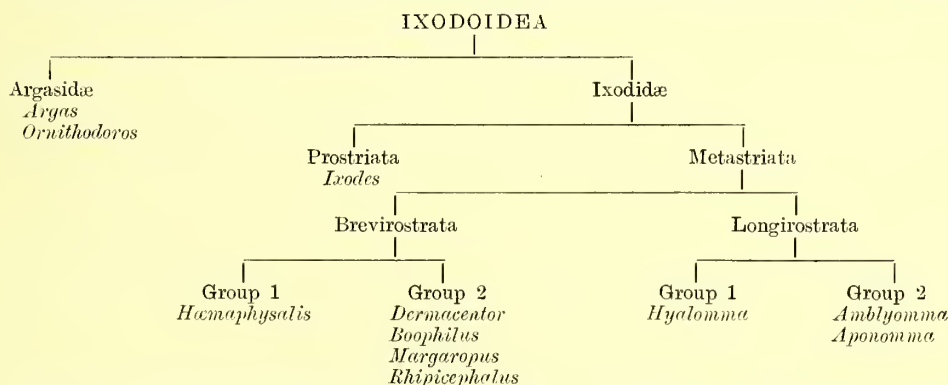 IXODOIDEA
Argasidæ
Argas
Ornithodoros
Ixodidæ
Prostriata
Ixodes
Metastriata
Brevirostrata
Longirostrata
Group 1
Hœmaphysalis
Group 2
Dermacentor
Boophilus
Margaropus
Rhipicephalus
Group 1
Hyalomma
Group 2
Amblyomma
Aponomma